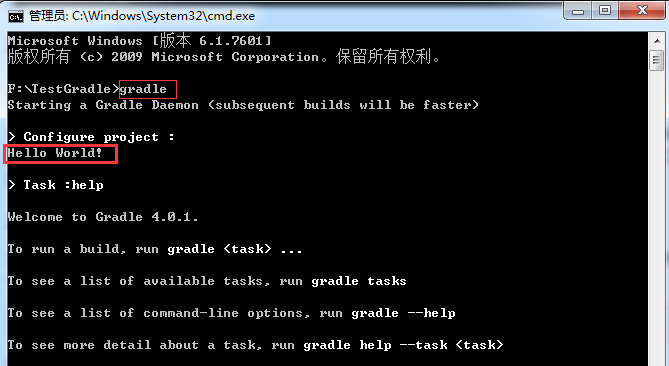 管理员: C:\Windows\System32\cmd.exe
Microsoft Windows [版本 6.1.7601]
版权所有 (c) 2009 Microsoft Corporation。保留所有权利。
F:\TestGradle>gradle
Starting a Gradle Daemon (subsequent builds will be faster)
> Configure project :
Hello World!
> Task :help
Welcome to Gradle 4.0.1.
To run a build, run gradle <task> ...
To see a list of available tasks, run gradle tasks
To see a list of command-line options, run gradle --help
To see more detail about a task, run gradle help --task <task>